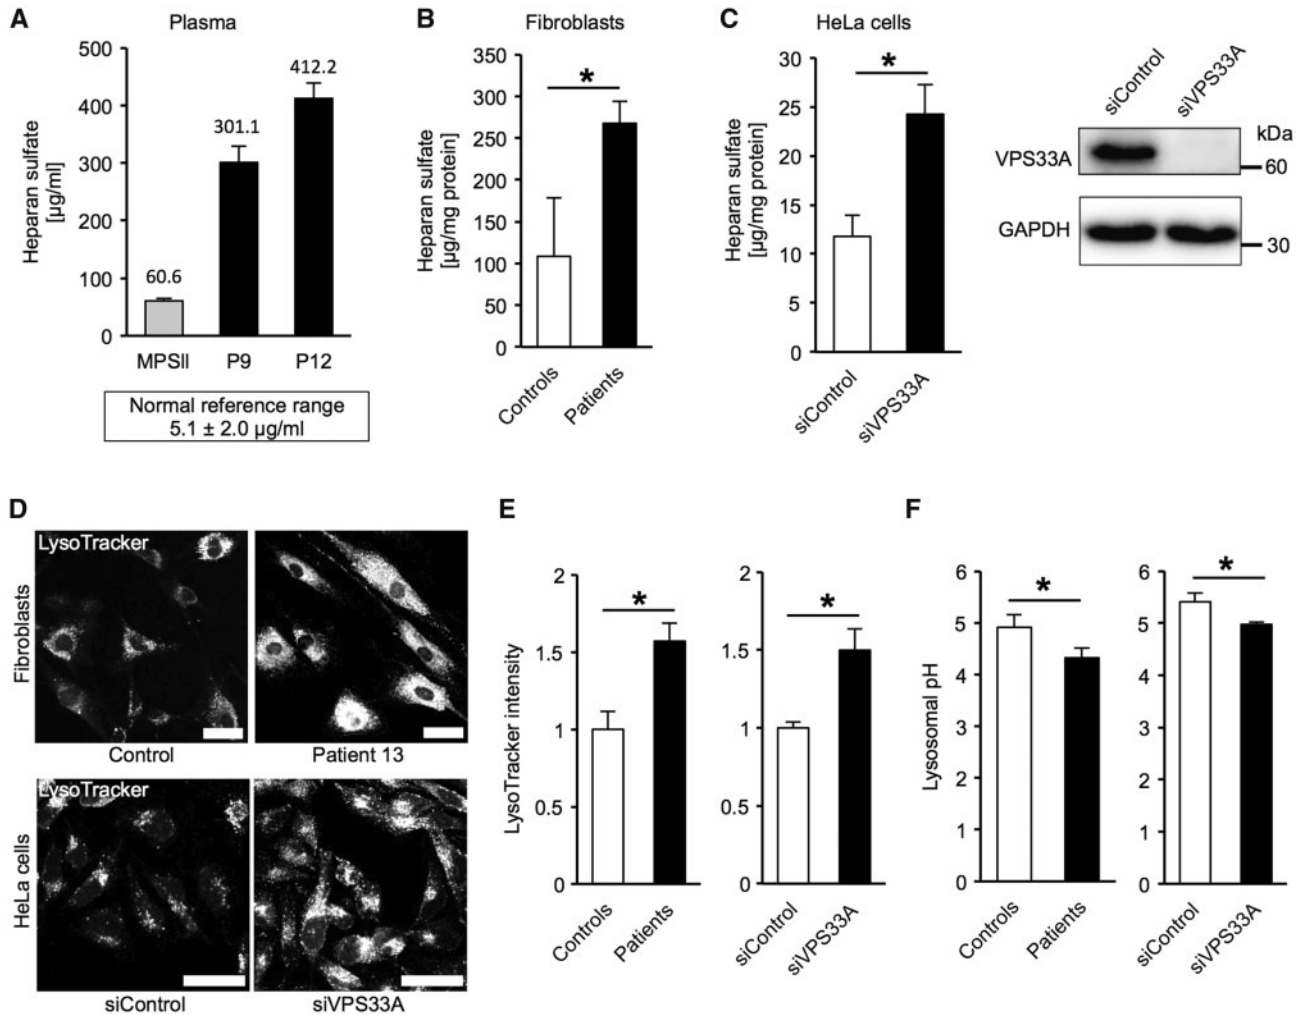 A
Plasma
Heparan sulfate
[µg/ml]
500
400
300
200
100
0
60.6
301.1
412.2
MPSII
P9
P12
Normal reference range
5.1 ± 2.0 µg/ml
B
Fibroblasts
Heparan sulfate
[µg/mg protein]
350
300
250
200
150
100
50
0
*
Controls
Patients
C
HeLa cells
Heparan sulfate
[µg/mg protein]
30
25
20
15
10
5
0
*
siControl
siVPS33A
siControl
siVPS33A
kDa
VPS33A
60
GAPDH
30
D
LysoTracker
Fibroblasts
Control
Patient 13
LysoTracker
HeLa cells
siControl
siVPS33A
E
LysoTracker intensity
2
1.5
1
0.5
0
*
Controls
Patients
2
1.5
1
0.5
0
*
siControl
siVPS33A
F
Lysosomal pH
6
5
4
3
2
1
0
*
Controls
Patients
6
5
4
3
2
1
0
*
siControl
siVPS33A